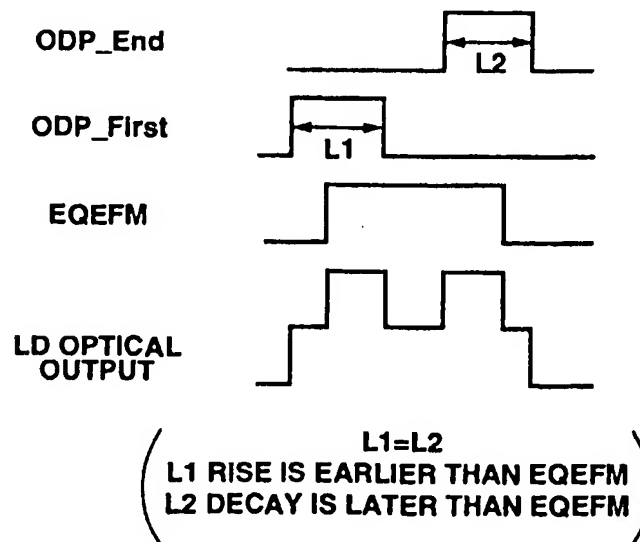 ODP_End
L2
ODP_First
L1
EQEFM
LD OPTICAL
OUTPUT
L1=L2
L1 RISE IS EARLIER THAN EQEFM
L2 DECAY IS LATER THAN EQEFM